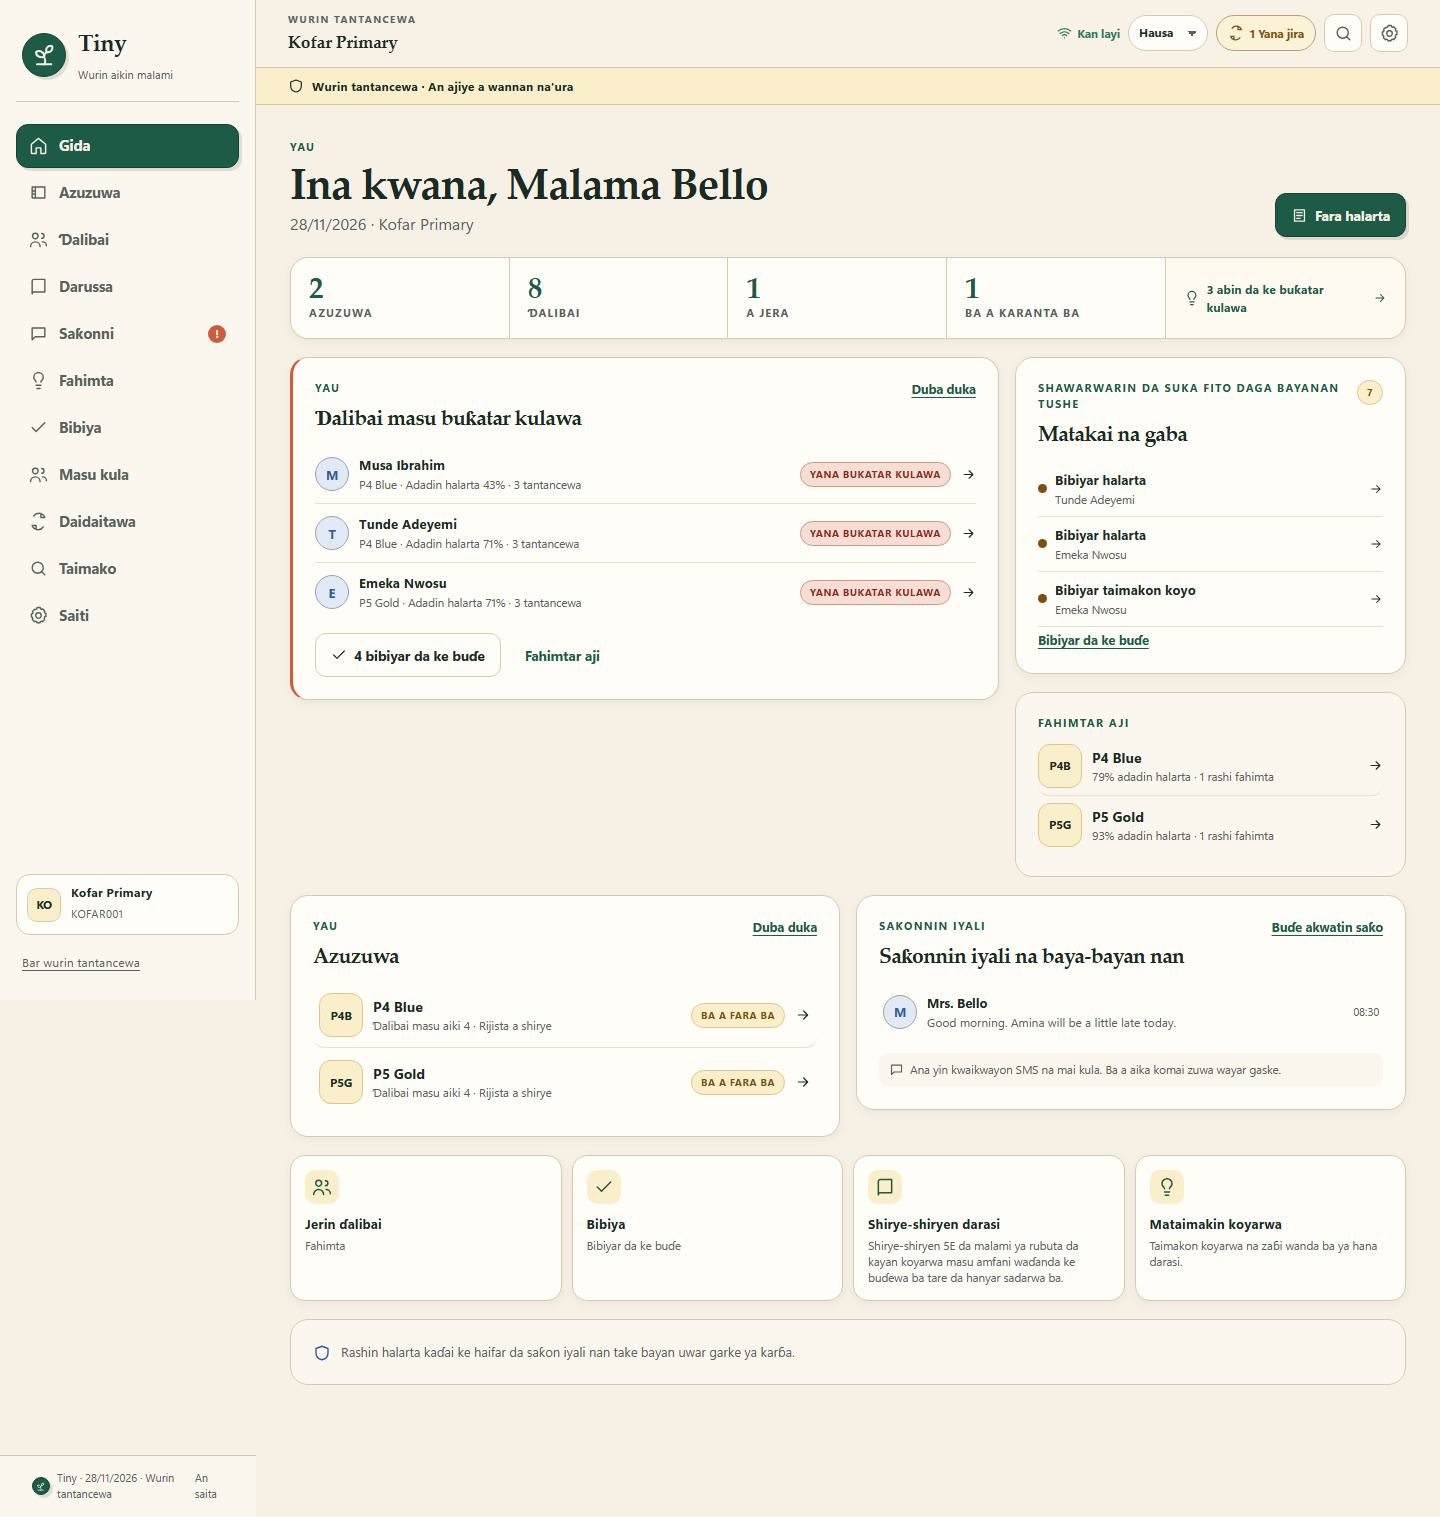 Tiny
Wurin aikin malami
Gida
Azuzuwa
Ɗalibai
Darussa
Saƙonni
!
Fahimta
Bibiya
Masu kula
Daidaitawa
Taimako
Saiti
KO
Kofar Primary
KOFAR001
Bar wurin tantancewa
Tiny · 28/11/2026 · Wurin
tantancewa
An
saita
WURIN TANTANCEWA
Kofar Primary
Kan layi
Hausa
1 Yana jira
Wurin tantancewa · An ajiye a wannan na'ura
YAU
Ina kwana, Malama Bello
28/11/2026 · Kofar Primary
Fara halarta
2
AZUZUWA
8
ƊALIBAI
1
A JERA
1
BA A KARANTA BA
3 abin da ke buƙatar
kulawa
YAU
Duba duka
Ɗalibai masu buƙatar kulawa
M
Musa Ibrahim
P4 Blue · Adadin halarta 43% · 3 tantancewa
YANA BUKATAR KULAWA
T
Tunde Adeyemi
P4 Blue · Adadin halarta 71% · 3 tantancewa
YANA BUKATAR KULAWA
E
Emeka Nwosu
P5 Gold · Adadin halarta 71% · 3 tantancewa
YANA BUKATAR KULAWA
4 bibiyar da ke buɗe
Fahimtar aji
SHAWARWARIN DA SUKA FITO DAGA BAYANAN
TUSHE
7
Matakai na gaba
Bibiyar halarta
Tunde Adeyemi
Bibiyar halarta
Emeka Nwosu
Bibiyar taimakon koyo
Emeka Nwosu
Bibiyar da ke buɗe
FAHIMTAR AJI
P4B
P4 Blue
79% adadin halarta · 1 rashi fahimta
P5G
P5 Gold
93% adadin halarta · 1 rashi fahimta
YAU
Duba duka
Azuzuwa
P4B
P4 Blue
Ɗalibai masu aiki 4 · Rijista a shirye
BA A FARA BA
P5G
P5 Gold
Ɗalibai masu aiki 4 · Rijista a shirye
BA A FARA BA
SAKONNIN IYALI
Buɗe akwatin saƙo
Saƙonnin iyali na baya-bayan nan
M
Mrs. Bello
Good morning. Amina will be a little late today.
08:30
Ana yin kwaikwayon SMS na mai kula. Ba a aika komai zuwa wayar gaske.
Jerin ɗalibai
Fahimta
Bibiya
Bibiyar da ke buɗe
Shirye-shiryen darasi
Shirye-shiryen 5E da malami ya rubuta da
kayan koyarwa masu amfani waɗanda ke
buɗewa ba tare da hanyar sadarwa ba.
Mataimakin koyarwa
Taimakon koyarwa na zaɓi wanda ba ya hana
darasi.
Rashin halarta kaɗai ke haifar da saƙon iyali nan take bayan uwar garke ya karɓa.